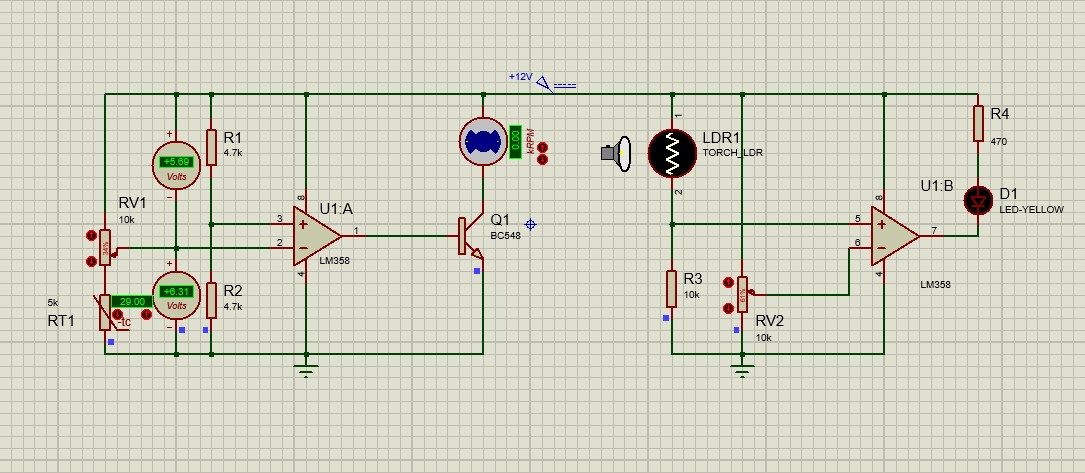 +12V
R1
4.7k
+5.69
Volts
RV1
10k
34%
3
2
8
4
1
U1:A
LM358
+6.31
Volts
R2
4.7k
5k
RT1
29.00
-tc
0.00
kRPM
Q1
BC548
LDR1
TORCH_LDR
1
2
R3
10k
RV2
10k
5
6
8
4
7
U1:B
LM358
R4
470
D1
LED-YELLOW